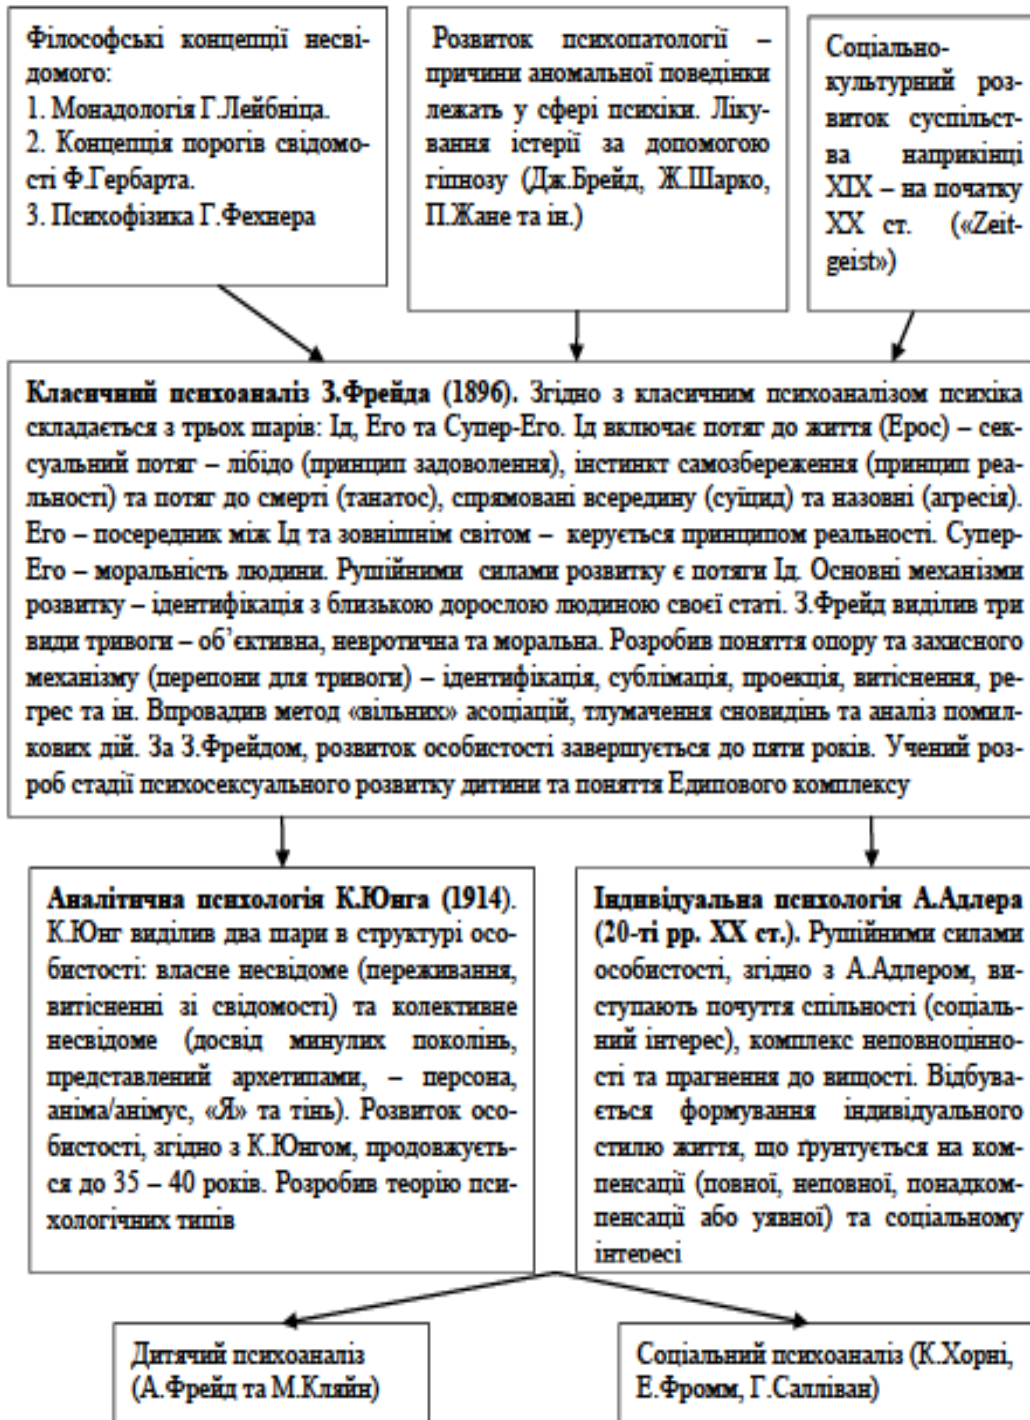 Філософські концепції несві-
домого:
1. Монадологія Г.Лейбніца.
2. Концепція порогів свідомо-
сті Ф.Гербарта.
3. Психофізика Г.Фехнера
Розвиток психопатології –
причини аномальної поведінки
лежать у сфері психіки. Ліку-
вання істерії за допомогою
гіпнозу (Дж.Брейд, Ж.Шарко,
П.Жане та ін.)
Соціально-
культурний роз-
виток суспільст-
ва наприкінці
ХІХ – на початку
ХХ ст. («Zeit-
geist»)
Класичний психоаналіз З.Фрейда (1896). Згідно з класичним психоаналізом психіка
складається з трьох шарів: Ід, Его та Супер-Его. Ід включає потяг до життя (Ерос) – сек-
суальний потяг – лібідо (принцип задоволення), інстинкт самозбереження (принцип реа-
льності) та потяг до смерті (танатос), спрямовані всередину (суїцид) та назовні (агресія).
Его – посередник між Ід та зовнішнім світом – керується принципом реальності. Супер-
Его – моральність людини. Рушійними силами розвитку є потяги Ід. Основні механізми
розвитку – ідентифікація з близькою дорослою людиною своєї статі. З.Фрейд виділив три
види тривоги – об’єктивна, невротична та моральна. Розробив поняття опору та захисного
механізму (перепони для тривоги) – ідентифікація, сублімація, проекція, витіснення, ре-
грес та ін. Впровадив метод «вільних» асоціацій, тлумачення сновидінь та аналіз помил-
кових дій. За З.Фрейдом, розвиток особистості завершується до пяти років. Учений роз-
роб стадії психосексуального розвитку дитини та поняття Едипового комплексу
Аналітична психологія К.Юнга (1914).
К.Юнг виділив два шари в структурі осо-
бистості: власне несвідоме (переживання,
витісненні зі свідомості) та колективне
несвідоме (досвід минулих поколінь,
представлений архетипами, – персона,
аніма/анімус, «Я» та тінь). Розвиток осо-
бистості, згідно з К.Юнгом, продовжуєть-
ся до 35 – 40 років. Розробив теорію пси-
хологічних типів
Індивідуальна психологія А.Адлера
(20-ті рр. ХХ ст.). Рушійними силами
особистості, згідно з А.Адлером, ви-
ступають почуття спільності (соціаль-
ний інтерес), комплекс неповноцінно-
сті та прагнення до вищості. Відбува-
ється формування індивідуального
стилю життя, що ґрунтується на ком-
пенсації (повної, неповної, понадком-
пенсації або уявної) та соціальному
інтересі
Дитячий психоаналіз
(А.Фрейд та М.Кляйн)
Соціальний психоаналіз (К.Хорні,
Е.Фромм, Г.Салліван)